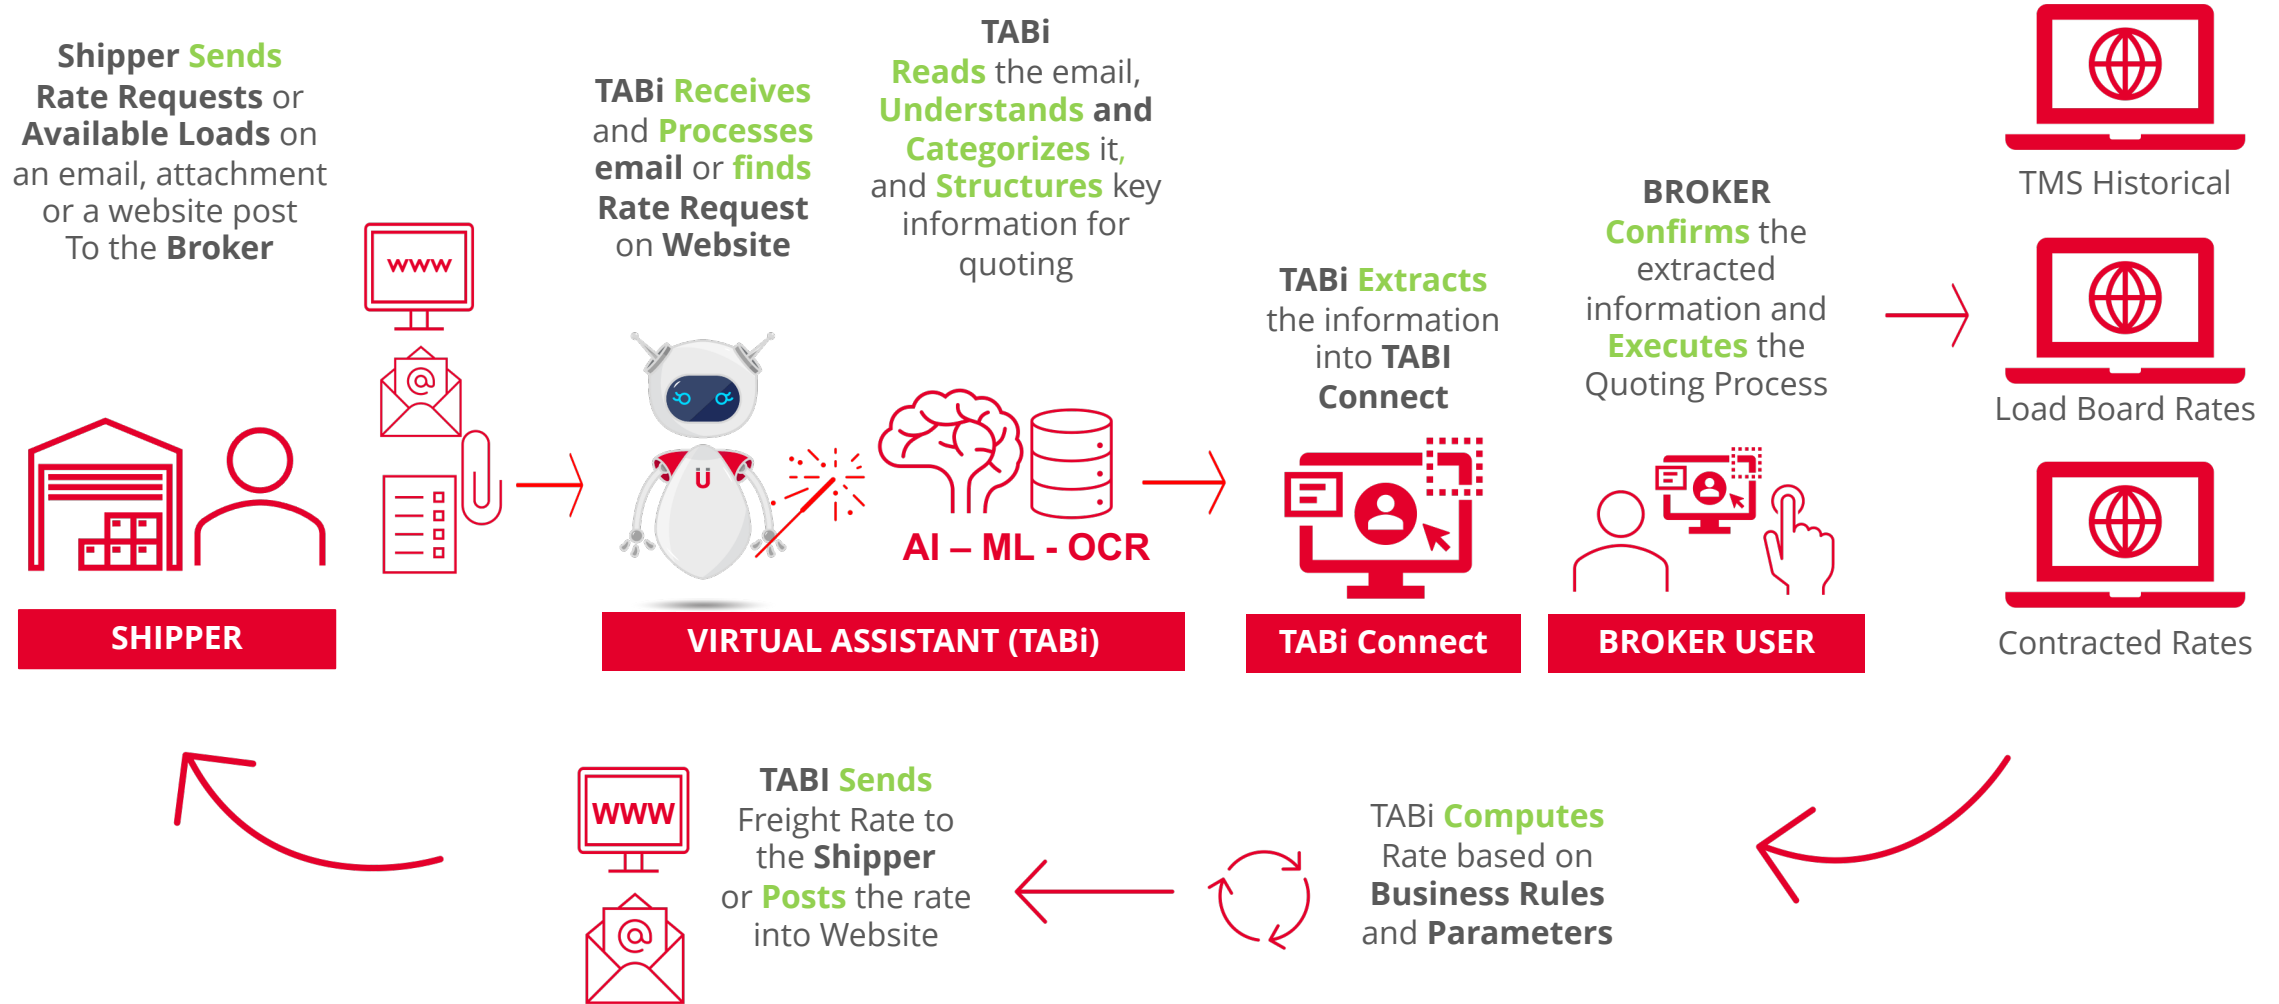 Shipper Sends
Rate Requests or
Available Loads on
an email, attachment
or a website post
To the Broker
www
@
TABi Receives
and Processes
email or finds
Rate Request
on Website
TABi
Reads the email,
Understands and
Categorizes it,
and Structures key
information for
quoting
Ü
AI – ML - OCR
TABi Extracts
the information
into TABI
Connect
BROKER
Confirms the
extracted
information and
Executes the
Quoting Process
TMS Historical
Load Board Rates
Contracted Rates
SHIPPER
VIRTUAL ASSISTANT (TABi)
TABi Connect
BROKER USER
www
@
TABI Sends
Freight Rate to
the Shipper
or Posts the rate
into Website
TABi Computes
Rate based on
Business Rules
and Parameters